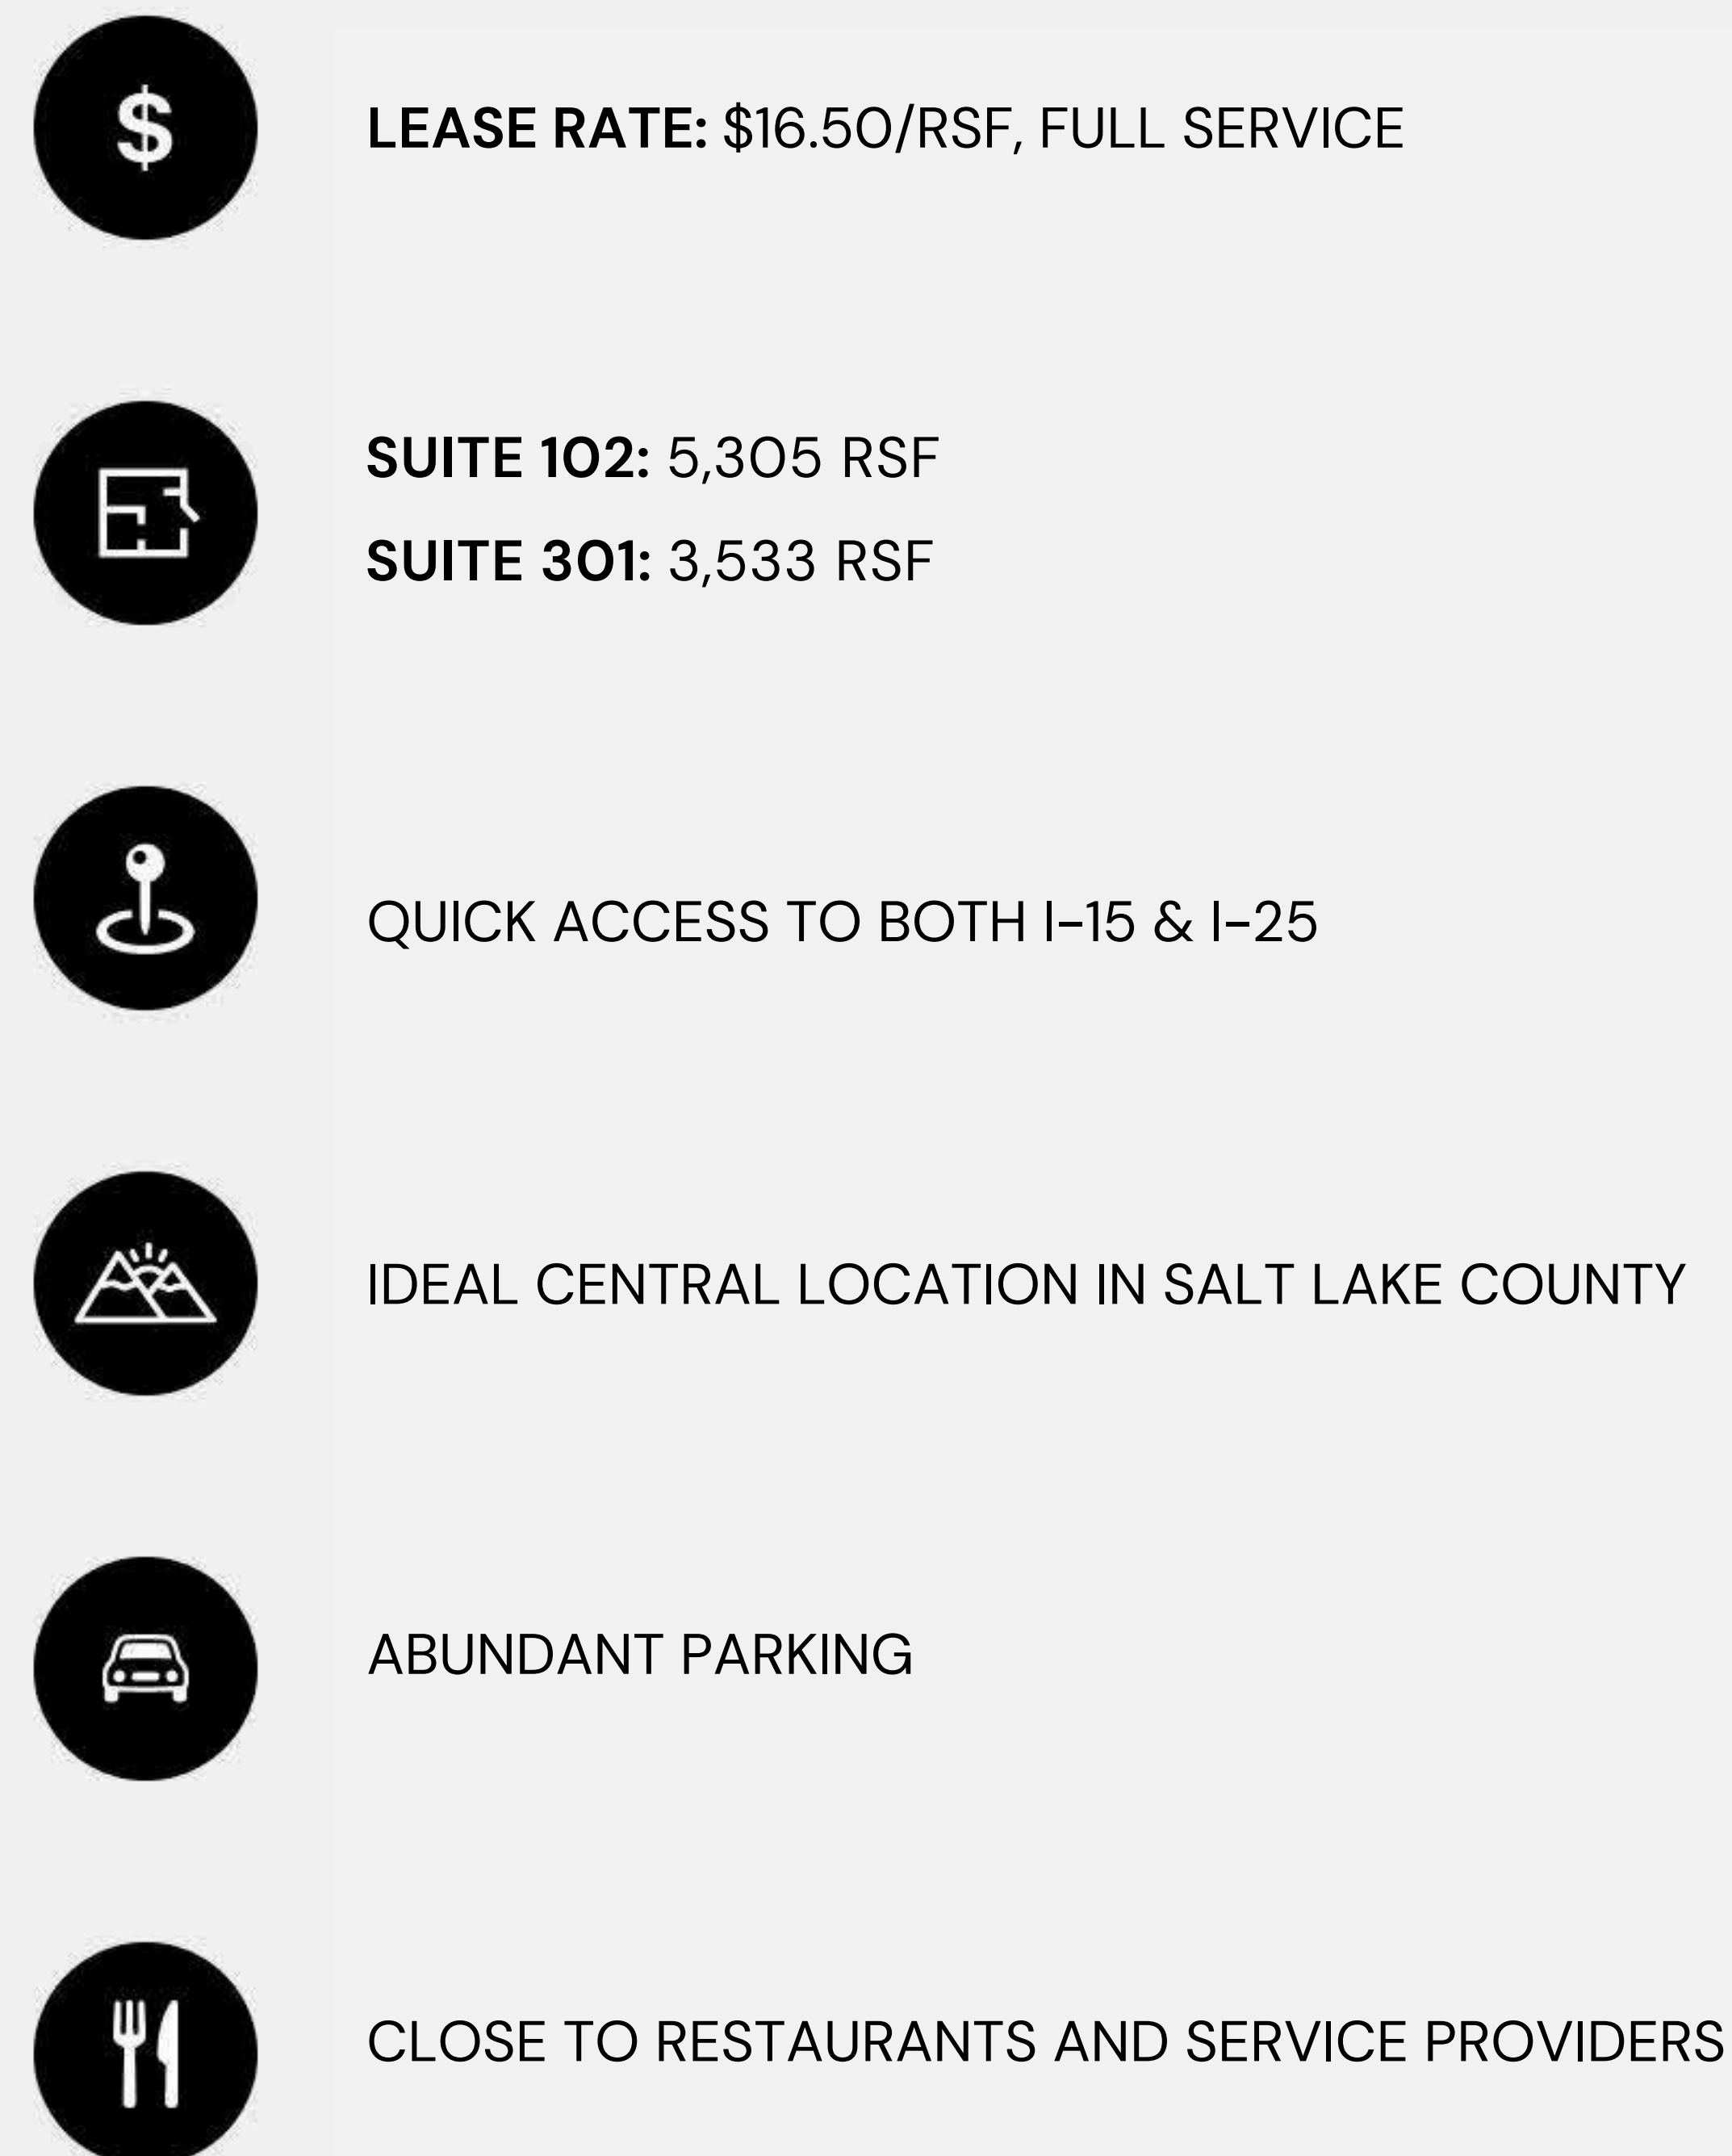 $
LEASE RATE: $16.50/RSF, FULL SERVICE
SUITE 102: 5,305 RSF
SUITE 301: 3,533 RSF
QUICK ACCESS TO BOTH I-15 & I-25
IDEAL CENTRAL LOCATION IN SALT LAKE COUNTY
ABUNDANT PARKING
CLOSE TO RESTAURANTS AND SERVICE PROVIDERS